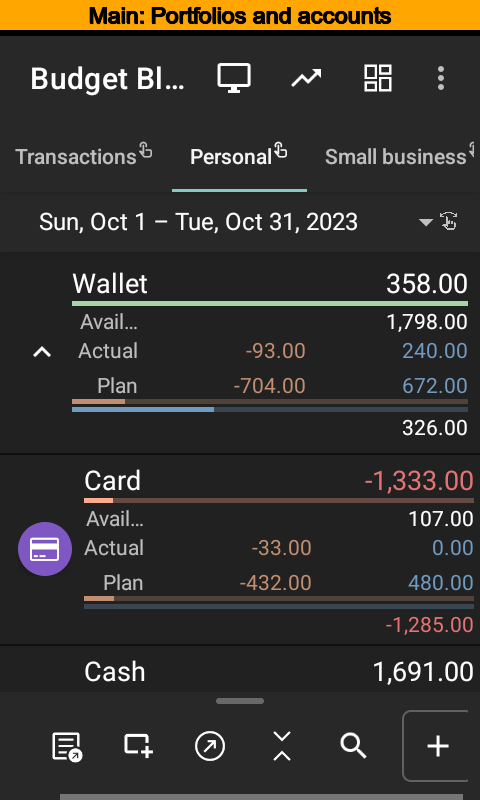 Main: Portfolios and accounts
Budget Bl...
Transactions Personal Small business
Sun, Oct 1 – Tue, Oct 31, 2023
Wallet 358.00
Avail... 1,798.00
Actual -93.00 240.00
Plan -704.00 672.00
326.00
Card -1,333.00
Avail... 107.00
Actual -33.00 0.00
Plan -432.00 480.00
-1,285.00
Cash 1,691.00